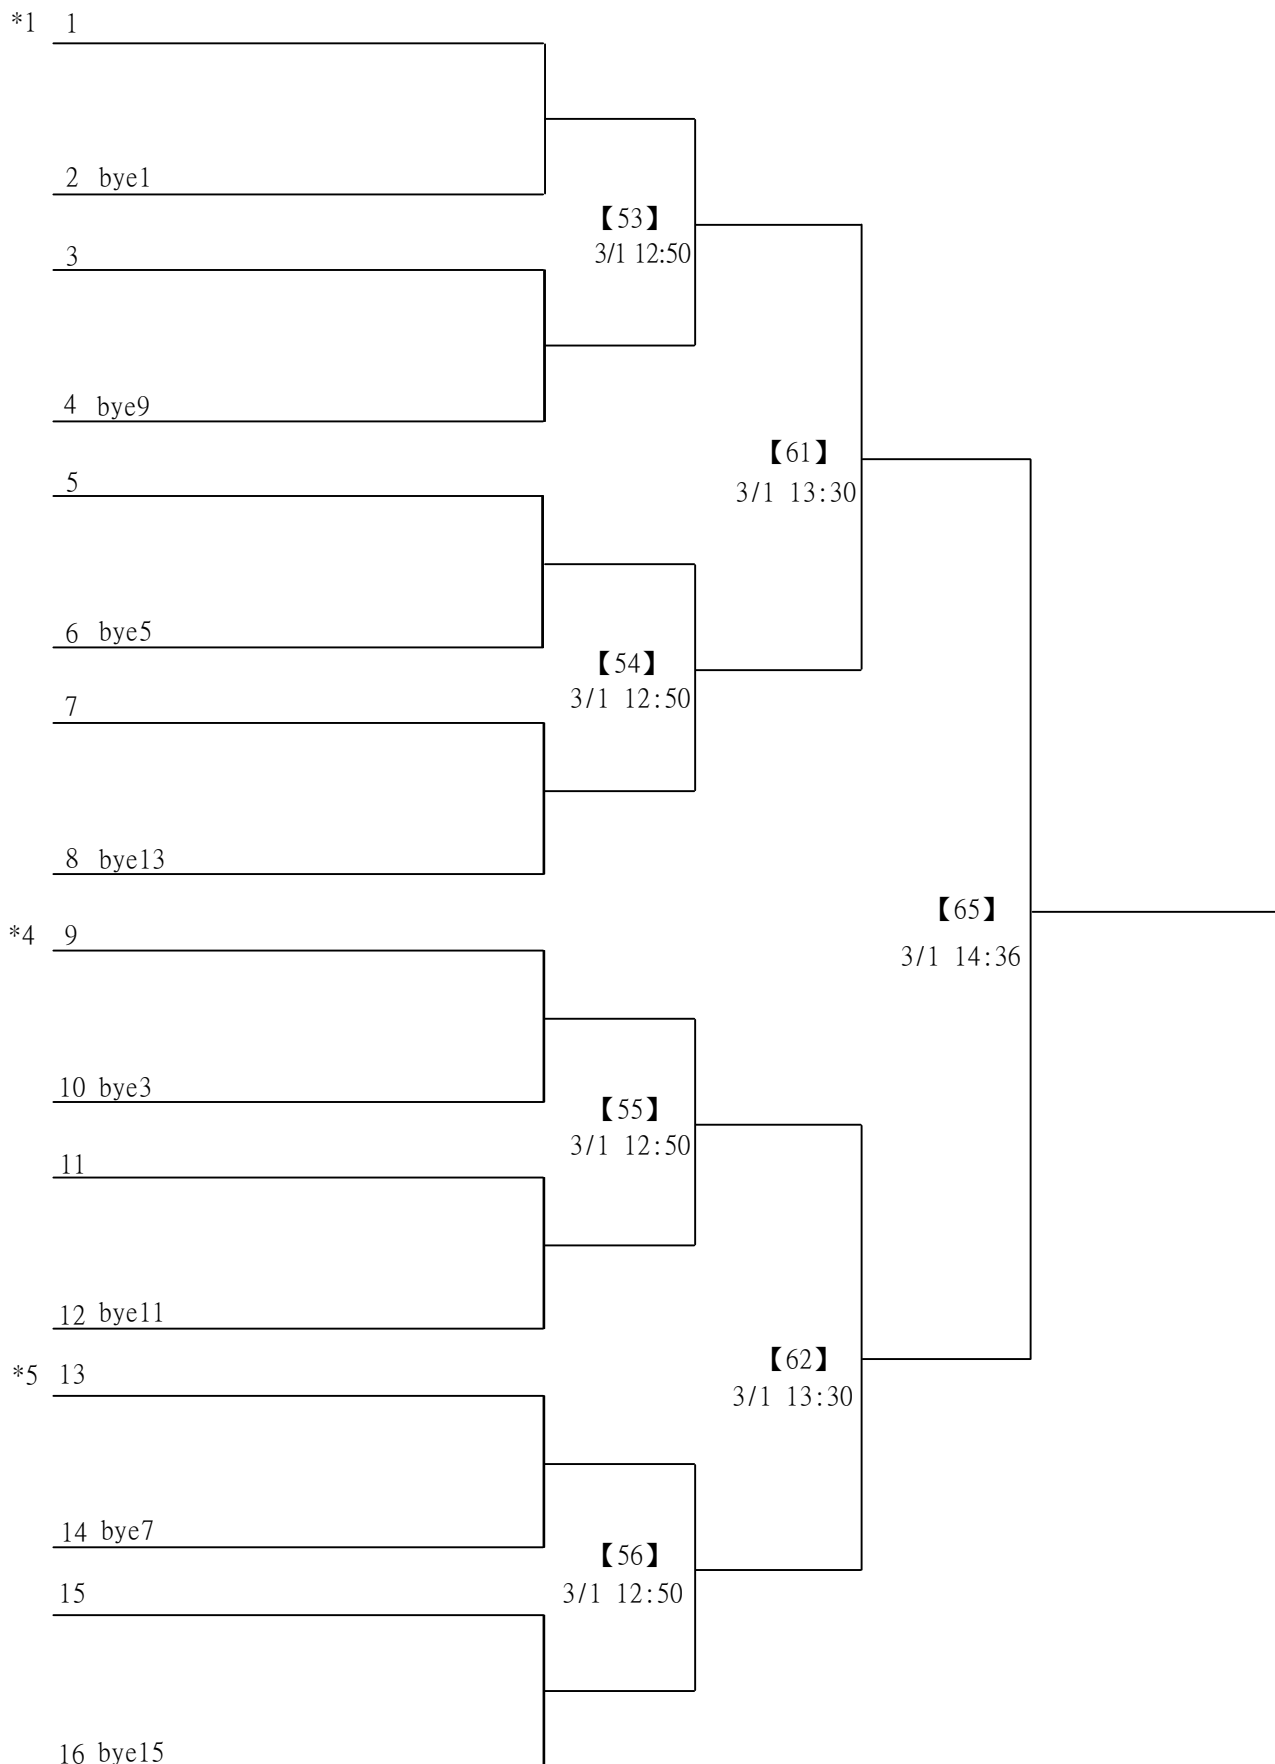 *1 1
2 bye1
【53】
3/1 12:50
3
4 bye9
【61】
3/1 13:30
5
6 bye5
【54】
3/1 12:50
7
8 bye13
【65】
3/1 14:36
*4 9
10 bye3
【55】
3/1 12:50
11
12 bye11
【62】
3/1 13:30
*5 13
14 bye7
【56】
3/1 12:50
15
16 bye15